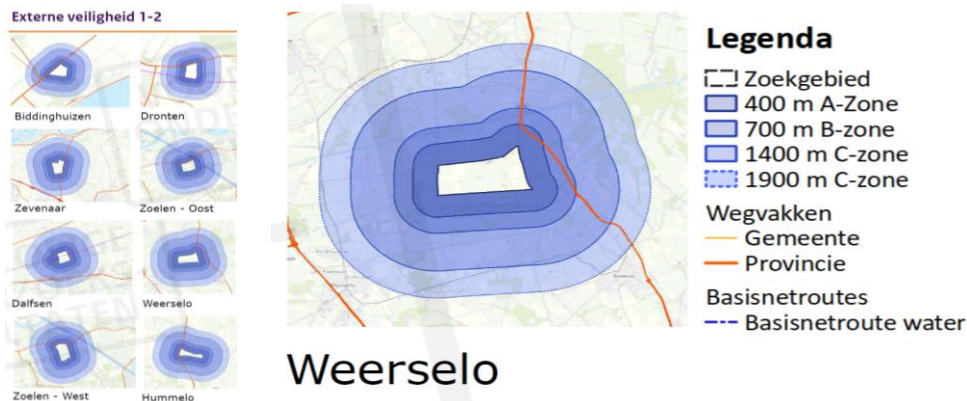 Externe veiligheid 1-2
Biddinghuizen
Dronten
Zevenaar
Zoelen - Oost
Dalfsen
Weerselo
Zoelen - West
Hummelo
Weerselo
Legenda
Zoekgebied
400 m A-Zone
700 m B-zone
1400 m C-zone
1900 m C-zone
Wegvakken
Gemeente
Provincie
Basisnetroutes
Basisnetroute water